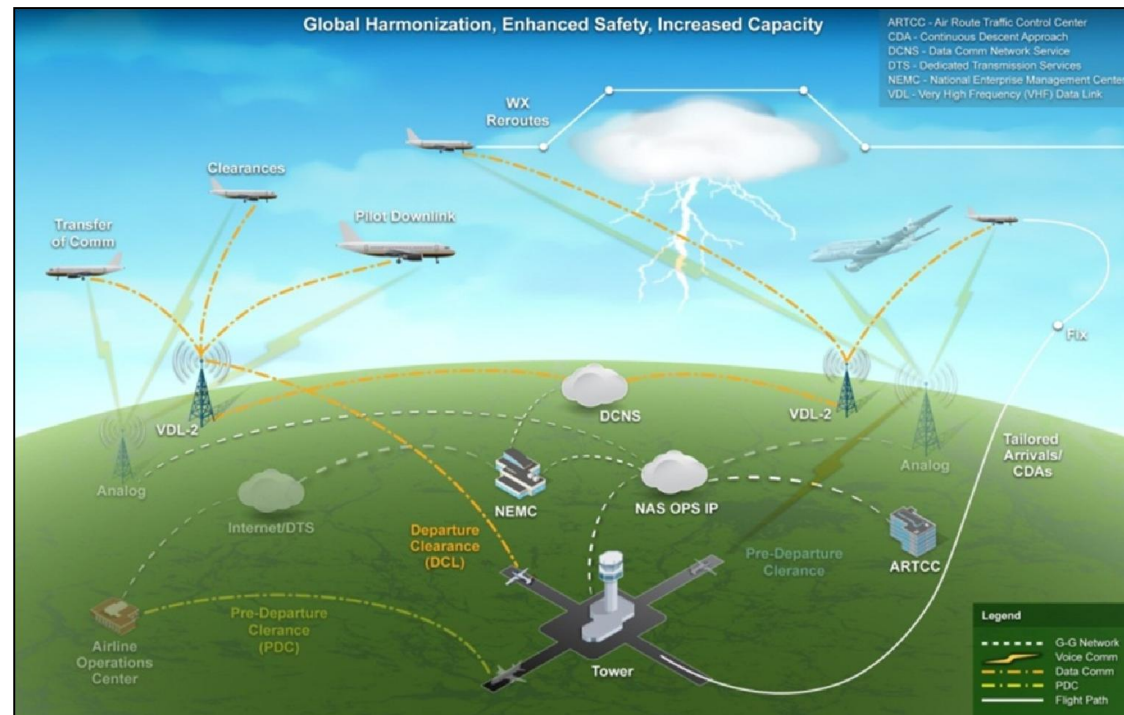 Global Harmonization, Enhanced Safety, Increased Capacity
ARTCC - Air Route Traffic Control Center
CDA - Continuous Descent Approach
DCNS - Data Comm Network Service
DTS - Dedicated Transmission Services
NEMC - National Enterprise Management Center
VDL - Very High Frequency (VHF) Data Link
WX
Reroutes
Clearances
Pilot Downlink
Transfer
of Comm
Fix
VDL-2
DCNS
VDL-2
Analog
Analog
Tailored
Arrivals/
CDAs
Internet/DTS
NEMC
NAS OPS IP
ARTCC
Departure
Clearance
(DCL)
Pre-Departure
Clerance
Pre-Departure
Clerance
(PDC)
Airline
Operations
Center
Tower
Legend
G-G Network
Voice Comm
Data Comm
PDC
Flight Path